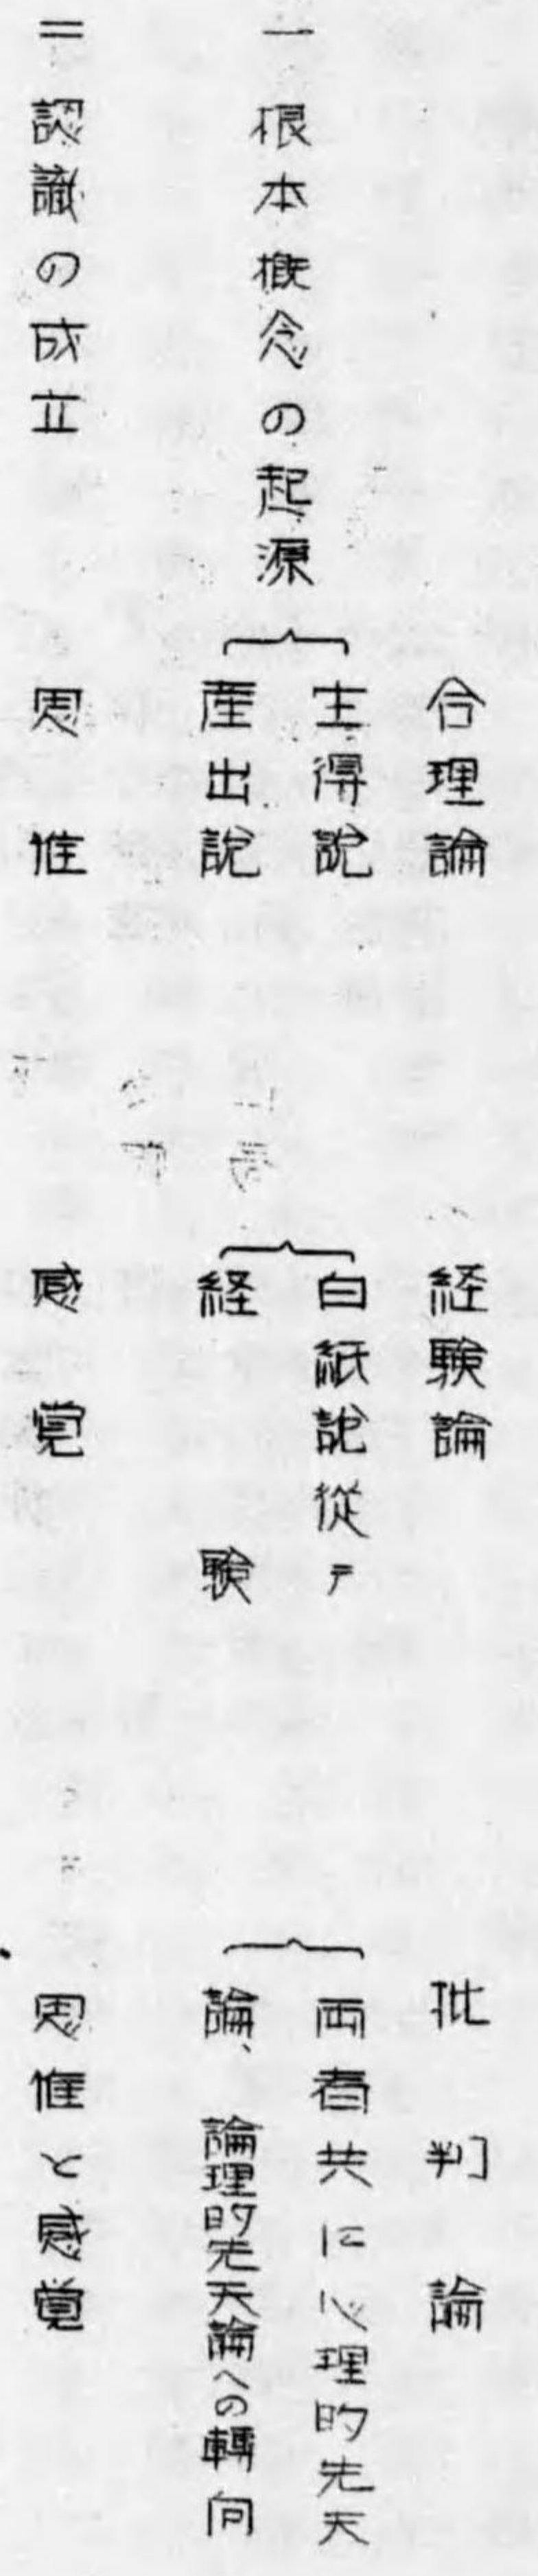 合理論　経験論　批判論
一 根本概念の起源
生得説　白紙説従テ　両者共に心理的先天
産出説　経験　論、論理的先天論への轉向
二 認識の成立　思惟　感覚　思惟と感覚